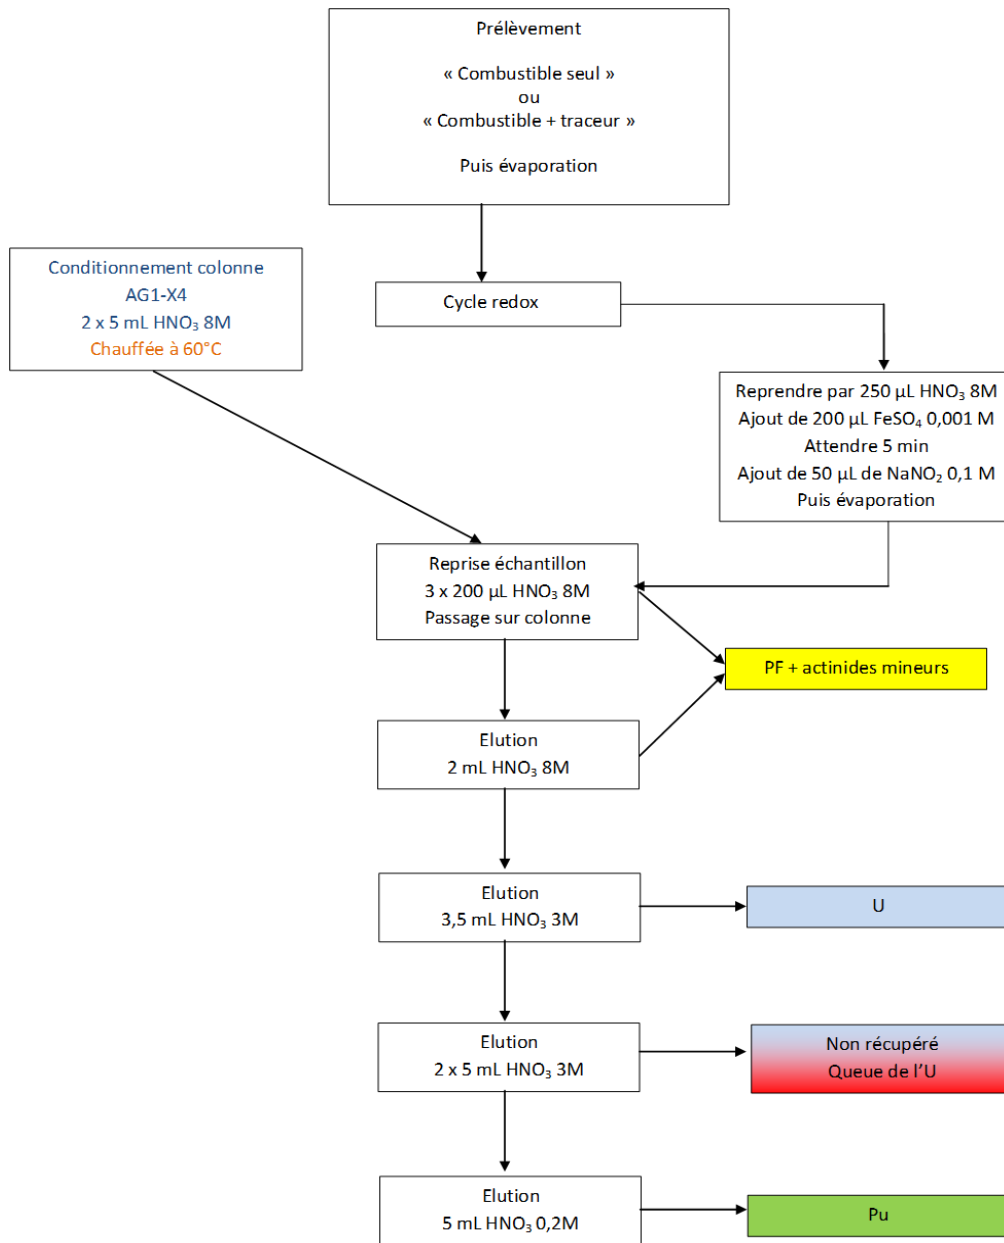 Prélèvement
« Combustible seul »
ou
« Combustible + traceur »
Puis évaporation
Conditionnement colonne
AG1-X4
2 x 5 mL HNO₃ 8M
Chauffée à 60°C
Cycle redox
Reprendre par 250 µL HNO₃ 8M
Ajout de 200 µL FeSO₄ 0,001 M
Attendre 5 min
Ajout de 50 µL de NaNO₂ 0,1 M
Puis évaporation
Reprise échantillon
3 x 200 µL HNO₃ 8M
Passage sur colonne
PF + actinides mineurs
Elution
2 mL HNO₃ 8M
Elution
3,5 mL HNO₃ 3M
U
Elution
2 x 5 mL HNO₃ 3M
Non récupéré
Queue de l’U
Elution
5 mL HNO₃ 0,2M
Pu